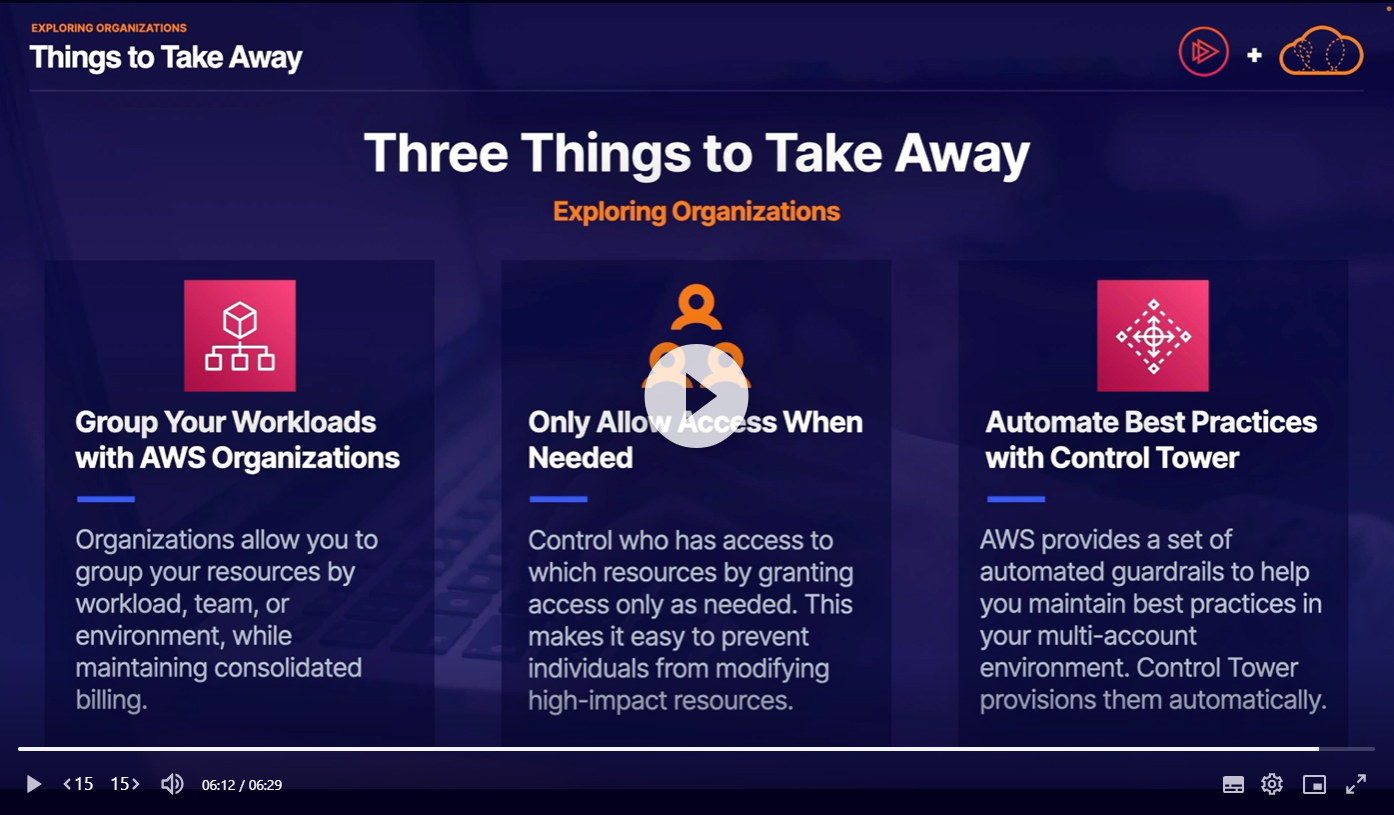 EXPLORING ORGANIZATIONS
Things to Take Away
Three Things to Take Away
Exploring Organizations
Group Your Workloads
with AWS Organizations
Organizations allow you to
group your resources by
workload, team, or
environment, while
maintaining consolidated
billing.
Only Allow Access When
Needed
Control who has access to
which resources by granting
access only as needed. This
makes it easy to prevent
individuals from modifying
high-impact resources.
Automate Best Practices
with Control Tower
AWS provides a set of
automated guardrails to help
you maintain best practices in
your multi-account
environment. Control Tower
provisions them automatically.
15 15 06:12 / 06:29